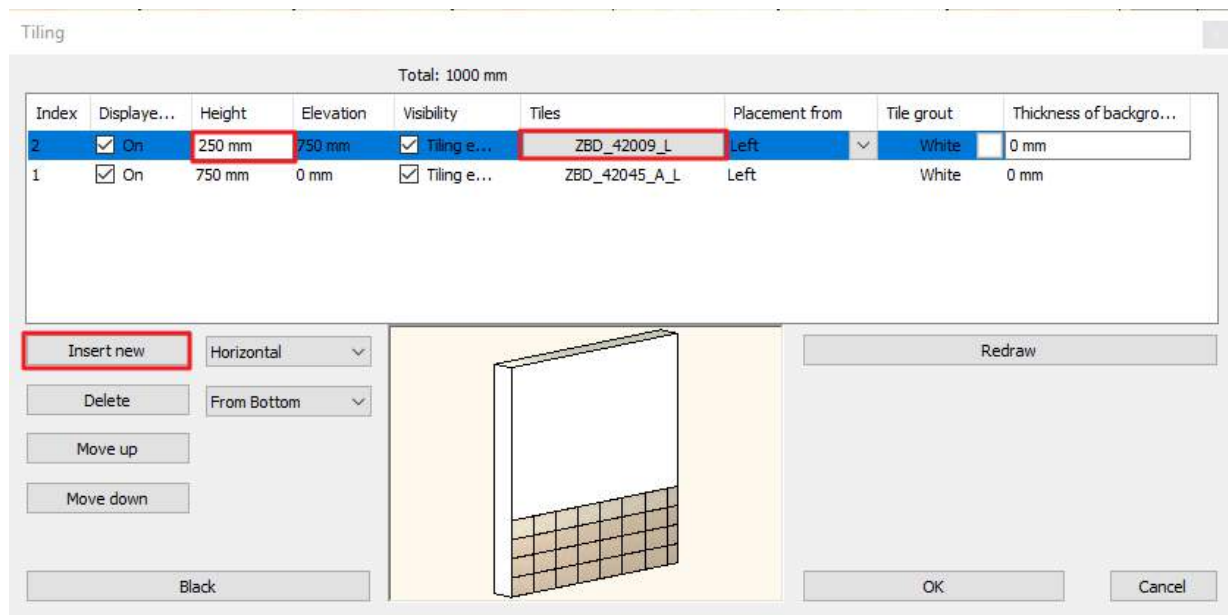 Tiling
Total: 1000 mm
Index Displaye... Height Elevation Visibility Tiles Placement from Tile grout Thickness of backgro...
2 On 250 mm 750 mm Tiling e... ZBD_42009_L Left White 0 mm
1 On 750 mm 0 mm Tiling e... ZBD_42045_A_L Left White 0 mm
Insert new Horizontal Redraw
Delete From Bottom
Move up
Move down
Black OK Cancel